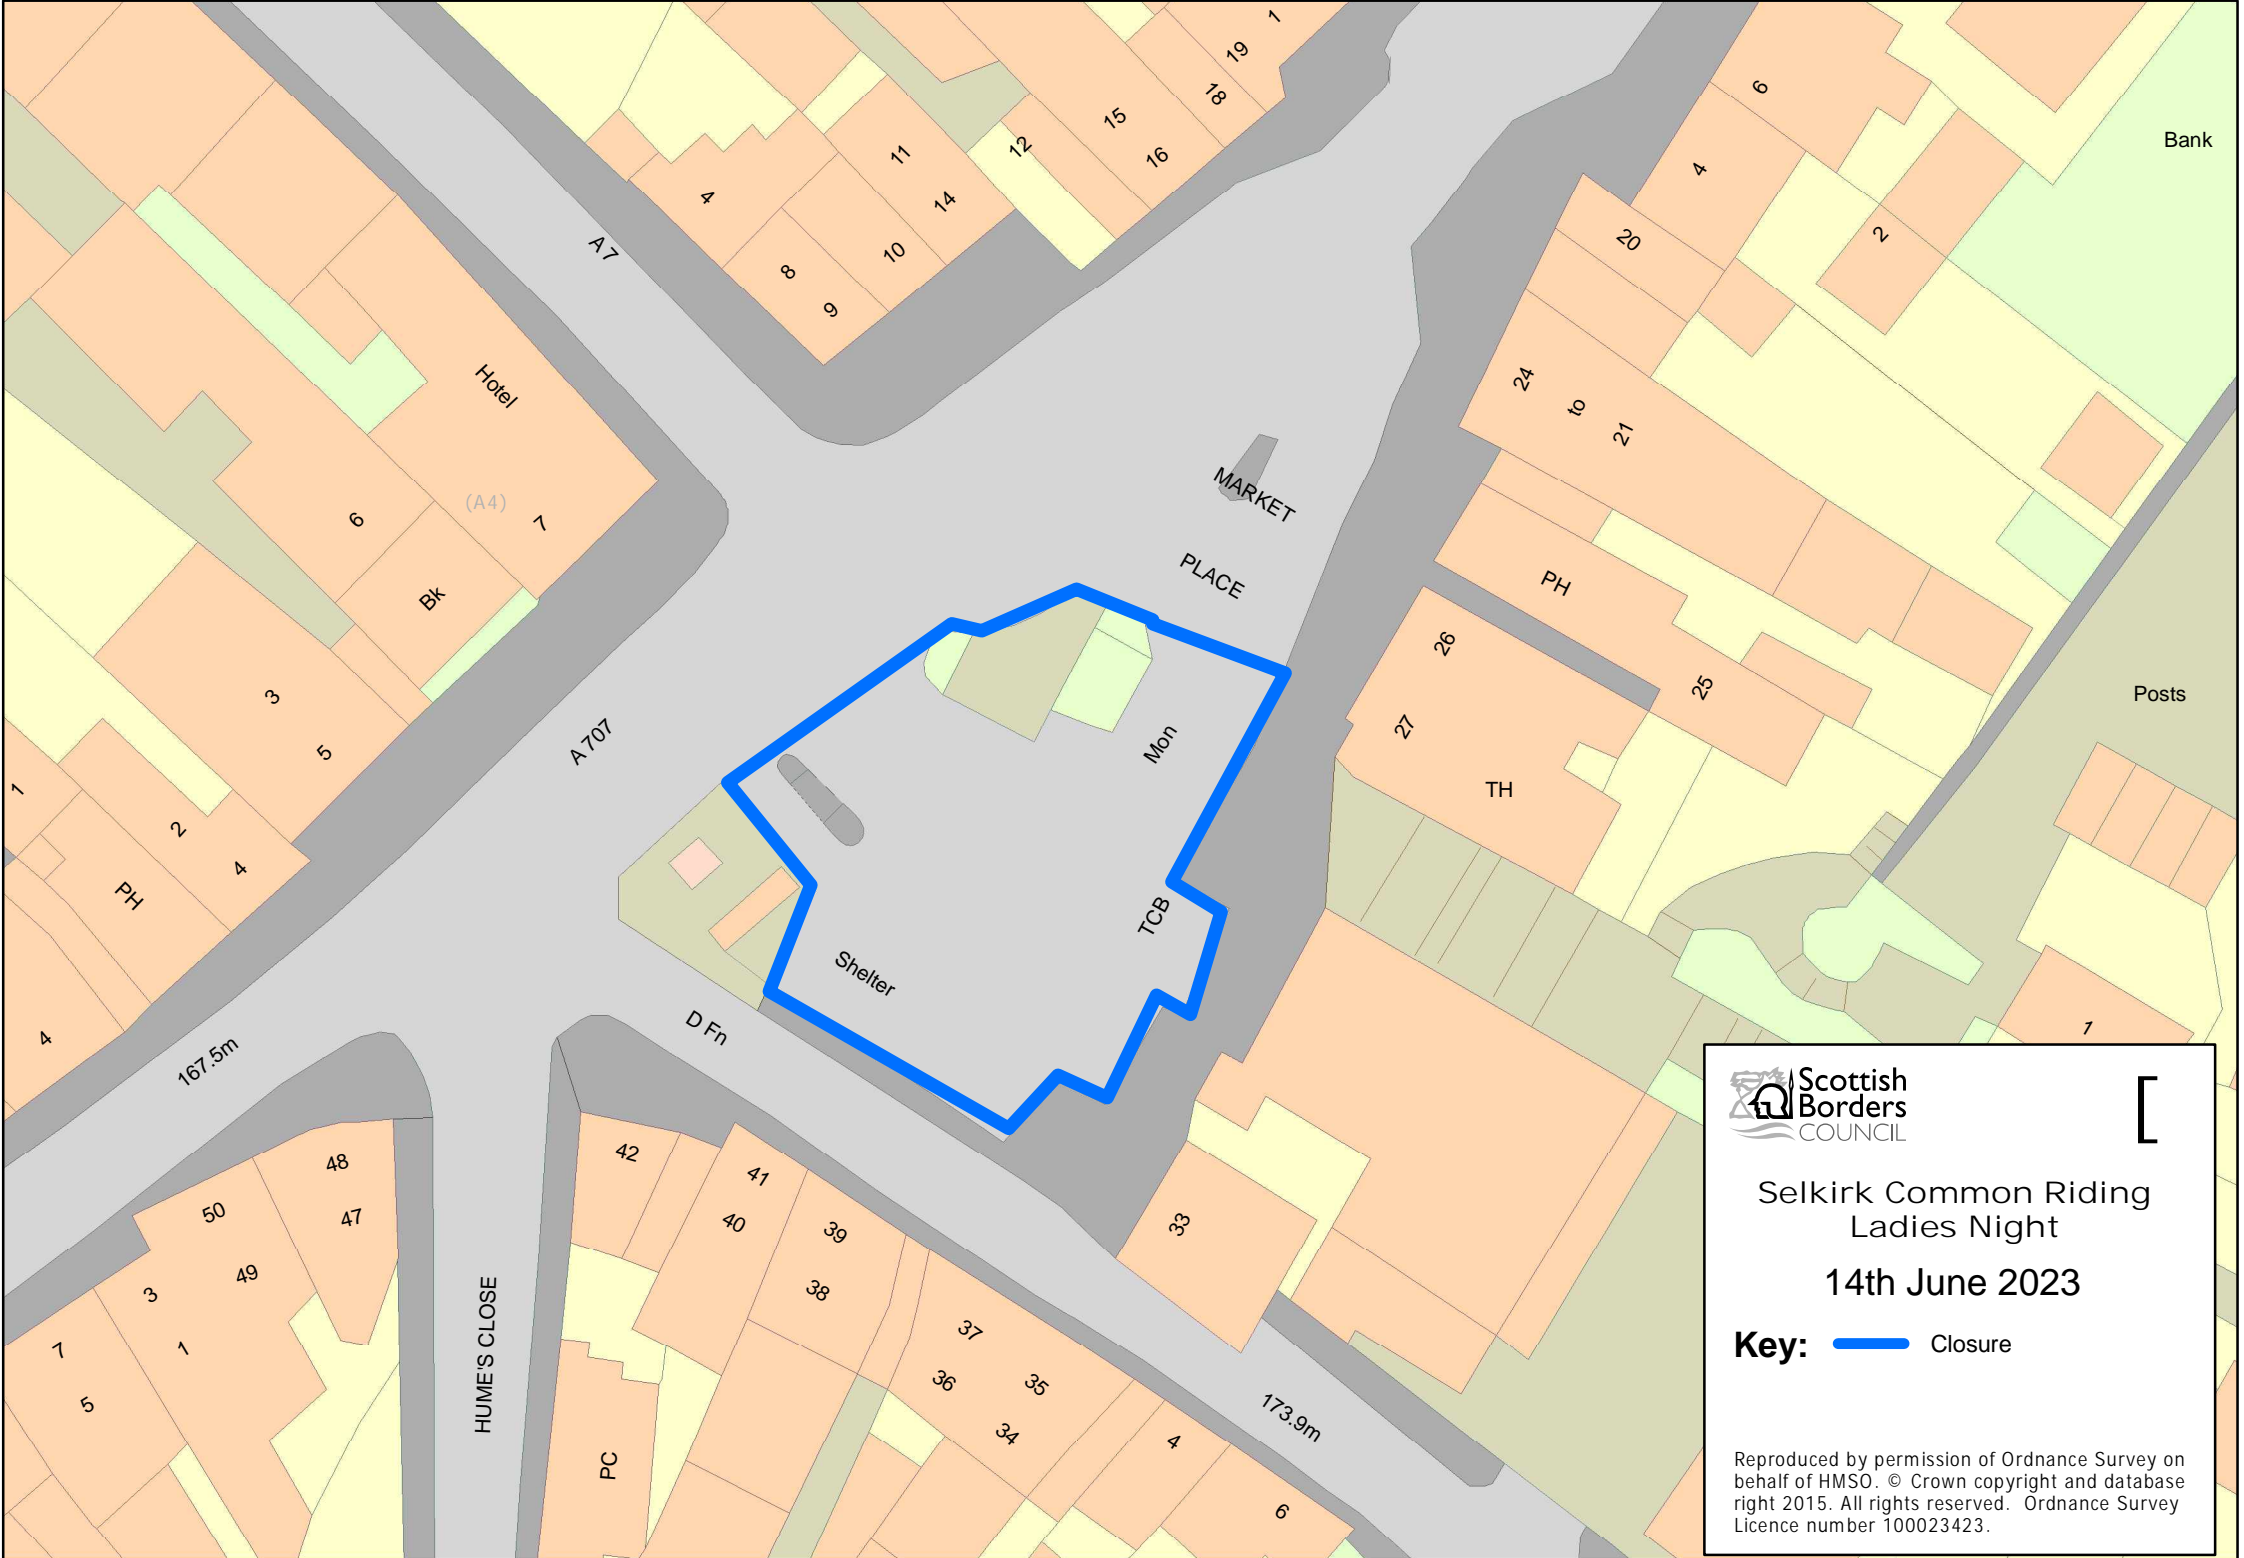 1
19
18
15
16
12
11
14
4
10
8
9
A 7
6
4
2
20
Bank
24
to
21
Hotel
(A4)
7
6
Bk
MARKET
PLACE
PH
26
25
27
TH
Posts
3
5
A 707
Mon
TCB
Shelter
D Fn
1
2
4
PH
4
167.5m
1
48
47
50
49
3
1
7
5
HUME'S CLOSE
42
41
40
39
38
37
36
35
34
33
PC
4
6
173.9m
Scottish
Borders
COUNCIL
[
Selkirk Common Riding
Ladies Night
14th June 2023
Key: Closure
Reproduced by permission of Ordnance Survey on
behalf of HMSO. © Crown copyright and database
right 2015. All rights reserved. Ordnance Survey
Licence number 100023423.